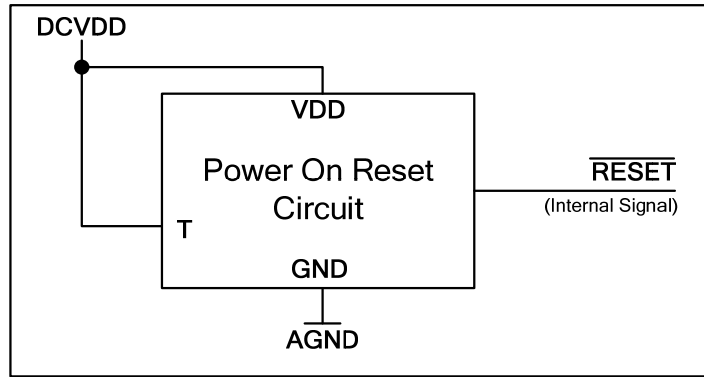 DCVDD
VDD
Power On Reset
Circuit
RESET
(Internal Signal)
T
GND
AGND